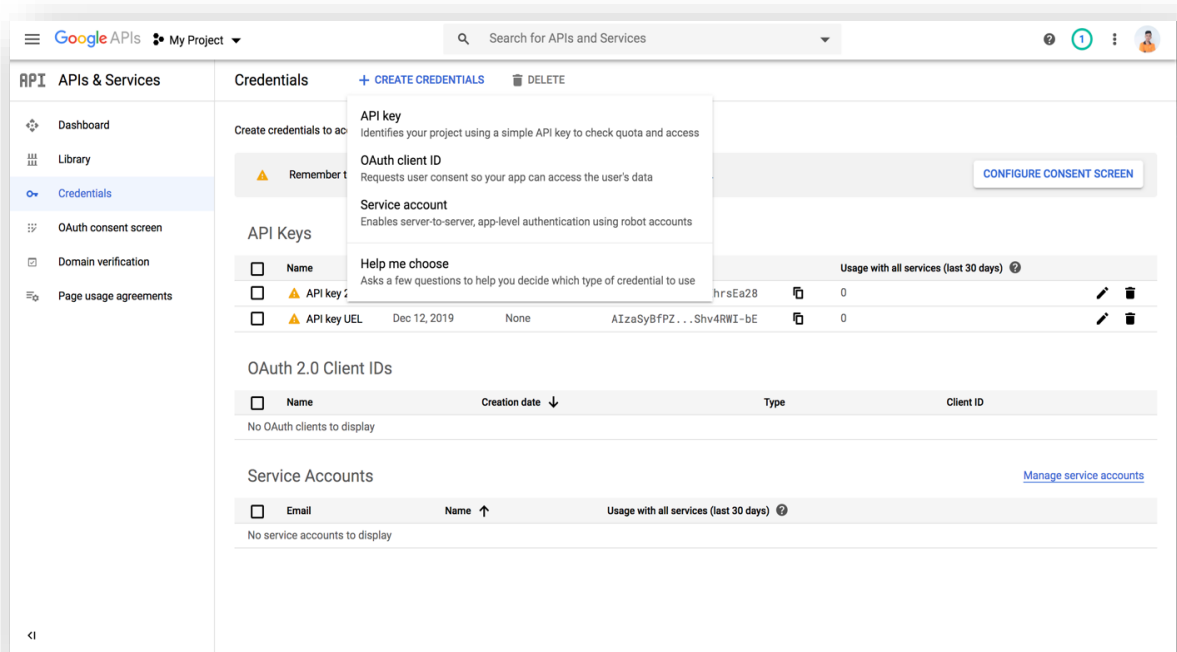 Google APIs My Project Search for APIs and Services 1
API APIs & Services
Dashboard
Library
Credentials
OAuth consent screen
Domain verification
Page usage agreements
Credentials + CREATE CREDENTIALS DELETE
Create credentials to ac
API key
Identifies your project using a simple API key to check quota and access
OAuth client ID
Requests user consent so your app can access the user's data
Service account
Enables server-to-server, app-level authentication using robot accounts
Help me choose
Asks a few questions to help you decide which type of credential to use
Remember t CONFIGURE CONSENT SCREEN
API Keys
Name Usage with all services (last 30 days)
API key 2 hrsEa28 0
API key UEL Dec 12, 2019 None AIzaSyBfPZ...Shv4RWI-bE 0
OAuth 2.0 Client IDs
Name Creation date Type Client ID
No OAuth clients to display
Service Accounts Manage service accounts
Email Name Usage with all services (last 30 days)
No service accounts to display